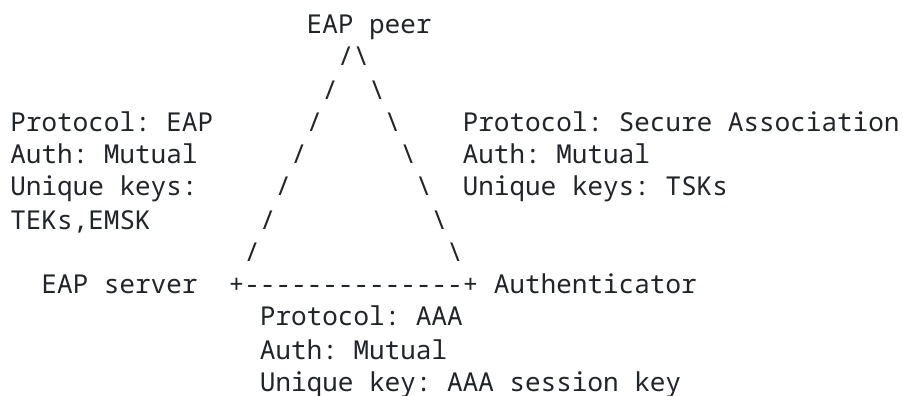 EAP peer
                     /\
                    /  \
Protocol: EAP      /    \    Protocol: Secure Association
Auth: Mutual      /      \   Auth: Mutual
Unique keys:     /        \  Unique keys: TSKs
TEKs,EMSK       /          \
               /            \
  EAP server  +--------------+ Authenticator
                Protocol: AAA
                Auth: Mutual
                Unique key: AAA session key